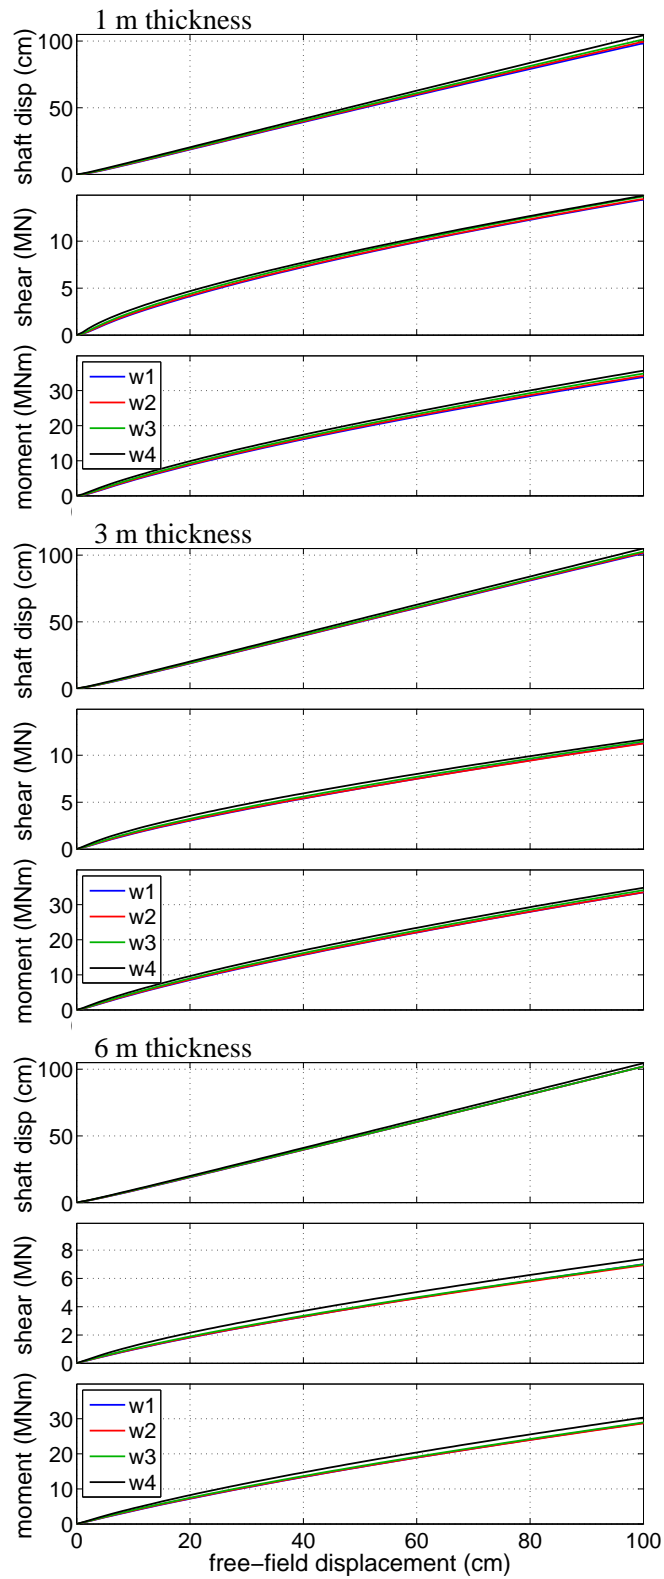 1 m thickness
shaft disp (cm)
100
50
0
shear (MN)
10
5
0
moment (MNm)
30
20
10
0
w1
w2
w3
w4
3 m thickness
shaft disp (cm)
100
50
0
shear (MN)
10
5
0
moment (MNm)
30
20
10
0
w1
w2
w3
w4
6 m thickness
shaft disp (cm)
100
50
0
shear (MN)
8
6
4
2
0
moment (MNm)
30
20
10
0
w1
w2
w3
w4
0 20 40 60 80 100
free−field displacement (cm)